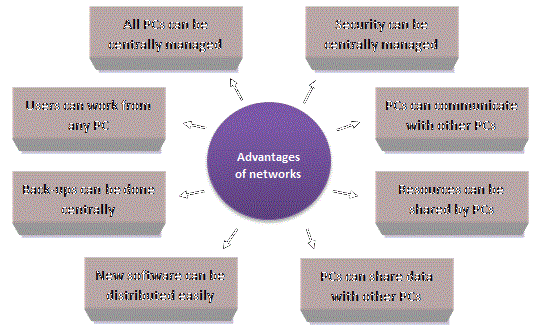 All PCs can be
centrally managed
Security can be
centrally managed
Users can work from
any PC
PCs can communicate
with other PCs
Advantages
of networks
Back-ups can be done
centrally
Resources can be
shared by PCs
New software can be
distributed easily
PCs can share data
with other PCs